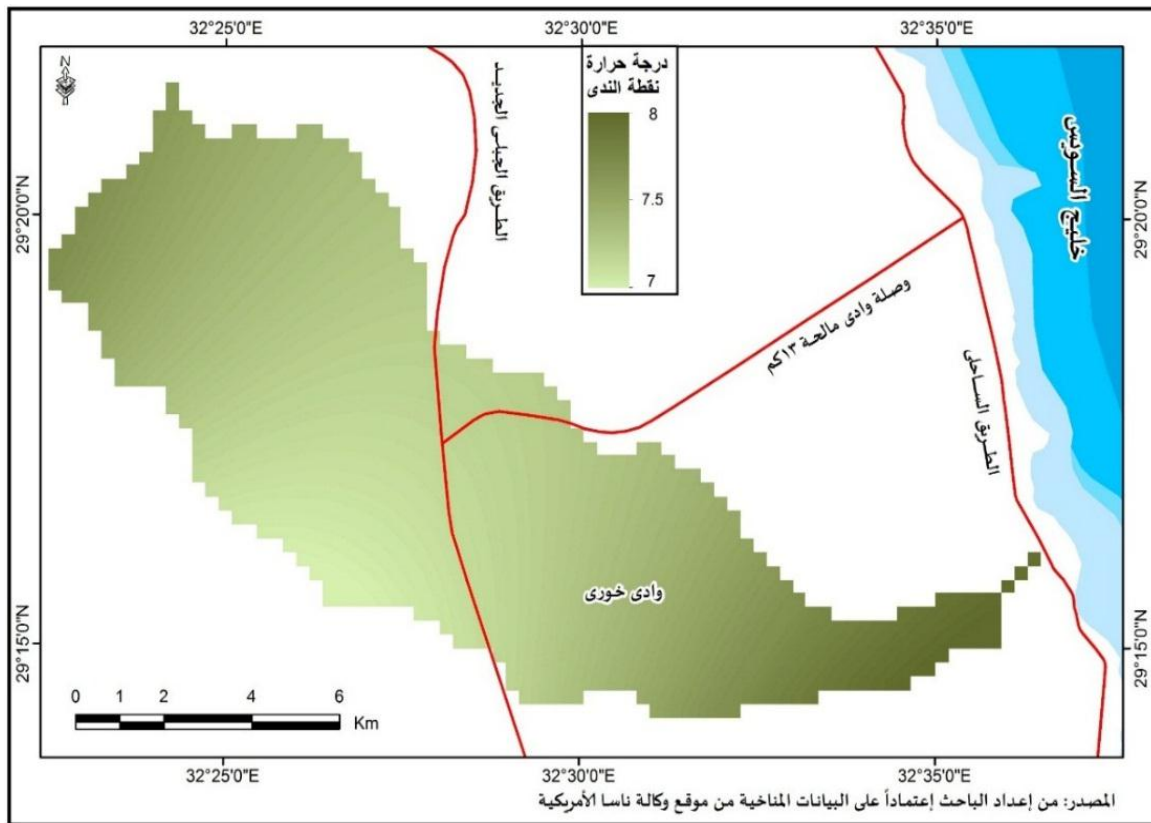 32°25'0"E
32°30'0"E
32°35'0"E
N
درجة حرارة
نقطة الندى
8
7.5
7
الطريق الجبلى الجديد
خليج السويس
29°20'0"N
29°20'0"N
وصلة وادى مالحة ١٣كم
الطريق الساحلى
وادى خورى
29°15'0"N
29°15'0"N
0 1 2 4 6
Km
32°25'0"E
32°30'0"E
32°35'0"E
المصدر: من إعداد الباحث إعتماداً على البيانات المناخية من موقع وكالة ناسا الأمريكية